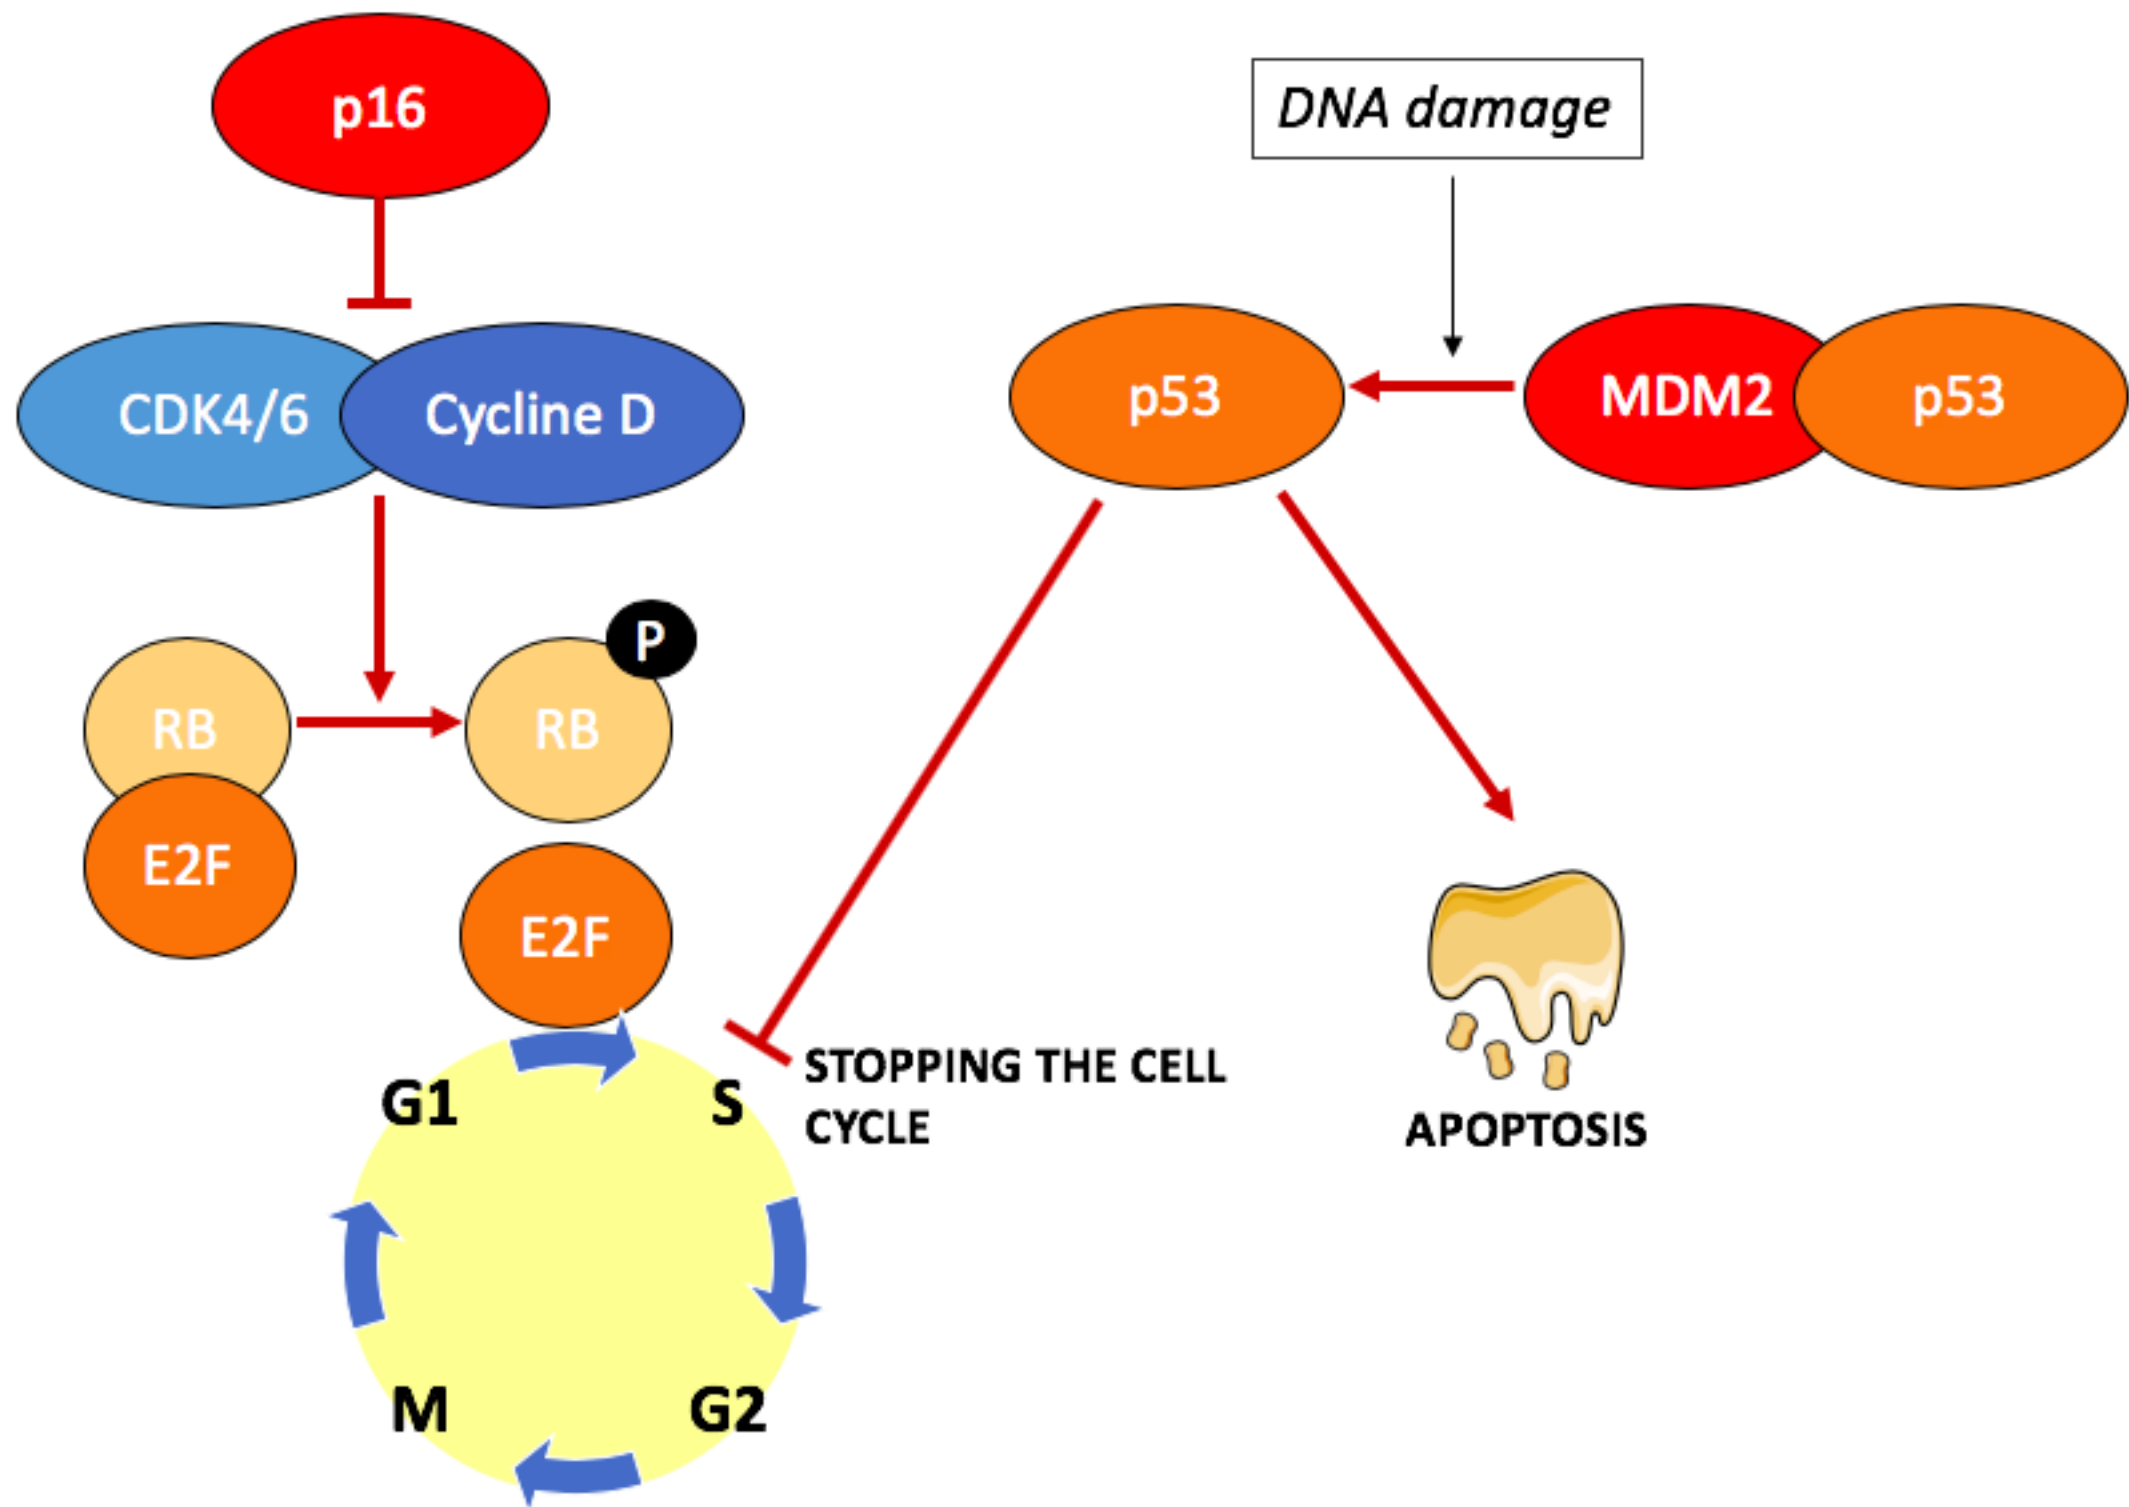 p16
DNA damage
CDK4/6
Cycline D
p53
MDM2
p53
P
RB
RB
E2F
E2F
STOPPING THE CELL
CYCLE
G1
S
APOPTOSIS
M
G2